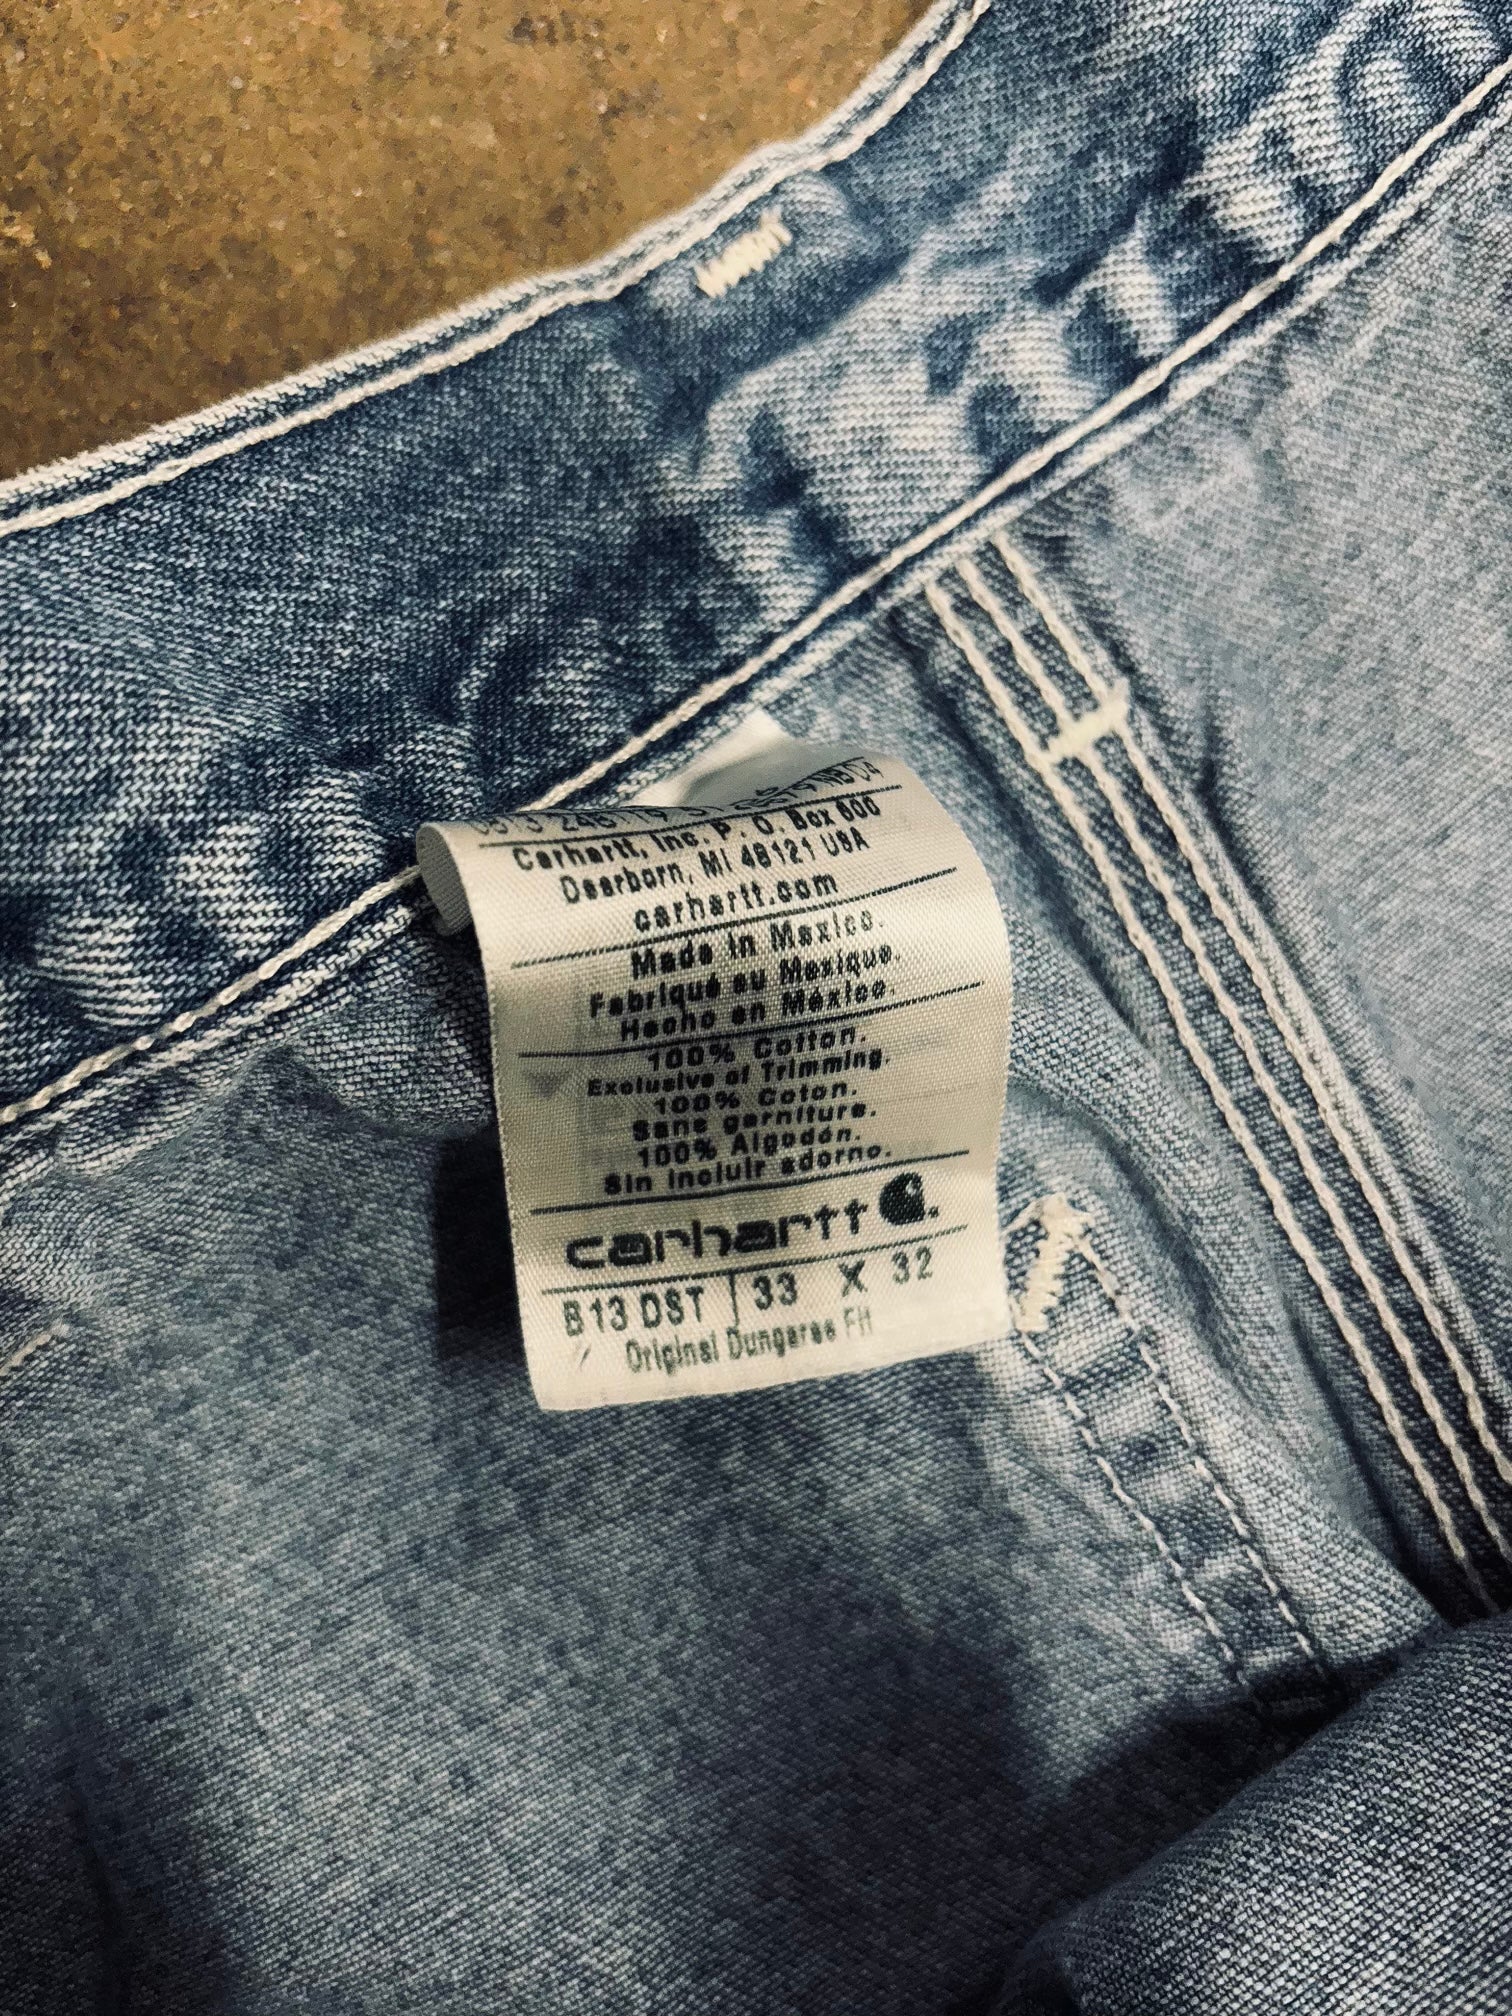 Carhartt, Inc. P. O. Box 600
Dearborn, MI 48121 USA
carhartt.com
Made in Mexico.
Fabriqué au Mexique.
Hecho en México.
100% Cotton.
Exclusive of Trimming.
100% Coton.
Sans garniture.
100% Algodón.
Sin incluir adorno.
carhartt
B13 DST 33 X 32
Original Dungaree Fit